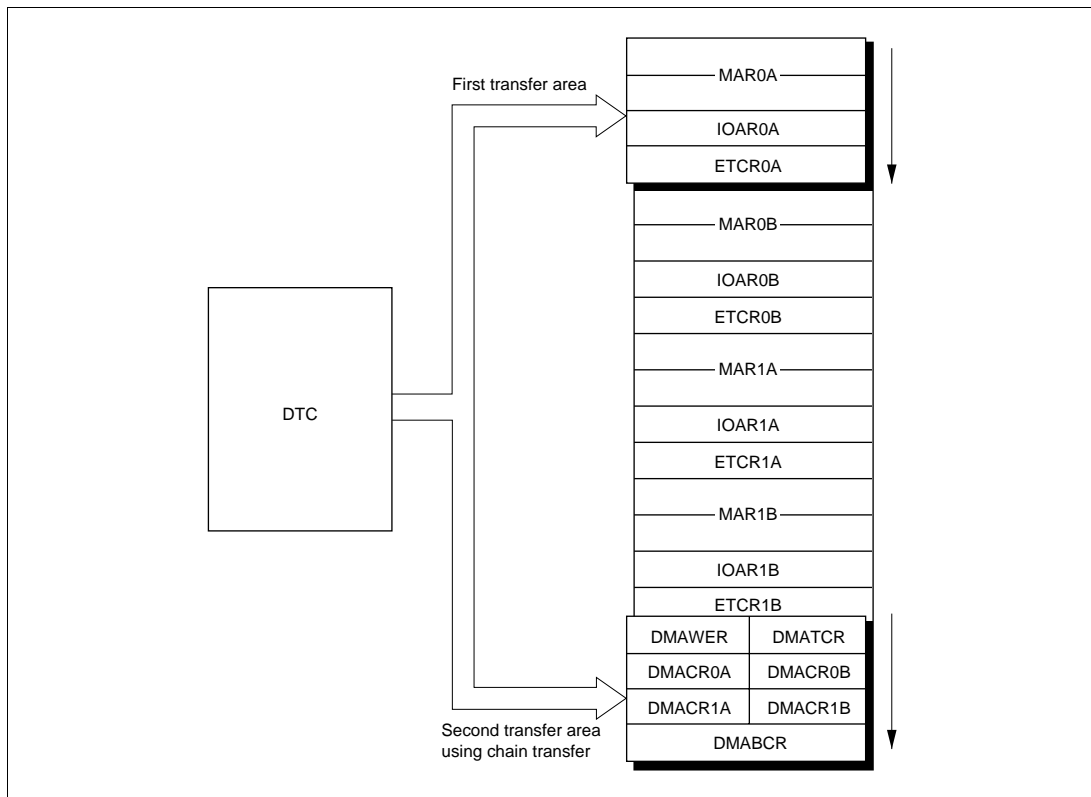 First transfer area
MAR0A
IOAR0A
ETCR0A
MAR0B
IOAR0B
ETCR0B
MAR1A
DTC
IOAR1A
ETCR1A
MAR1B
IOAR1B
ETCR1B
DMAWER DMATCR
DMACR0A DMACR0B
DMACR1A DMACR1B
Second transfer area
using chain transfer
DMABCR